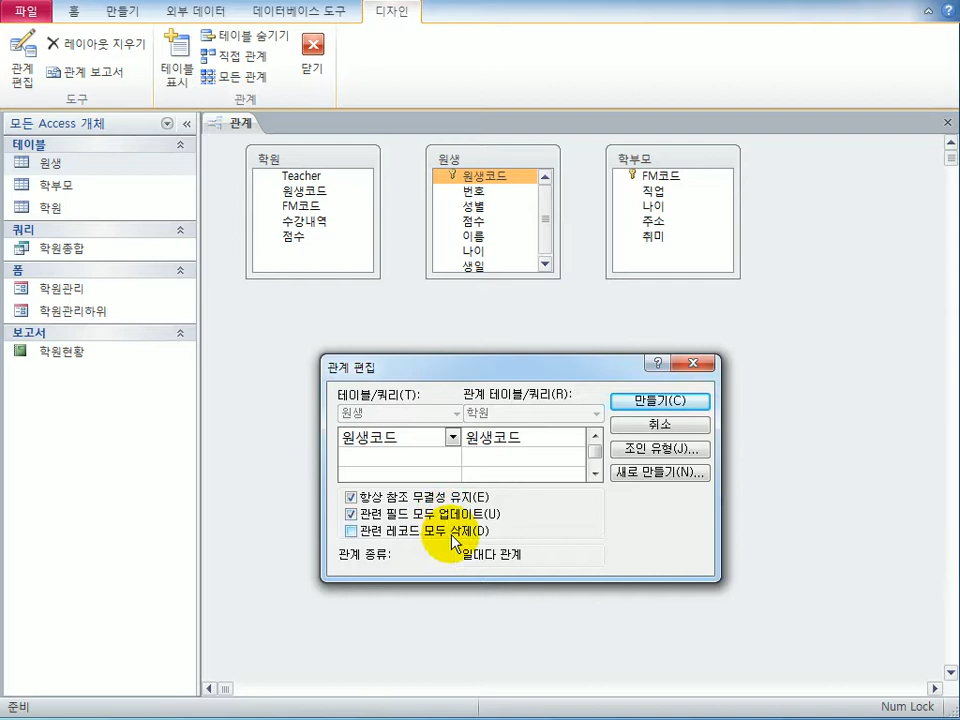 파일 홈 만들기 외부 데이터 데이터베이스 도구 디자인
관계 편집
레이아웃 지우기
관계 보고서
도구
테이블 표시
테이블 숨기기
직접 관계
모든 관계
닫기
관계
모든 Access 개체
테이블
원생
학부모
학원
쿼리
학원종합
폼
학원관리
학원관리하위
보고서
학원현황
관계
학원
Teacher
원생코드
FM코드
수강내역
점수
원생
원생코드
번호
성별
점수
이름
나이
생일
학부모
FM코드
직업
나이
주소
취미
관계 편집
테이블/쿼리(T): 관계 테이블/쿼리(R):
원생 학원
원생코드 원생코드
만들기(C)
취소
조인 유형(J)...
새로 만들기(N)...
항상 참조 무결성 유지(E)
관련 필드 모두 업데이트(U)
관련 레코드 모두 삭제(D)
관계 종류: 일대다 관계
준비 Num Lock